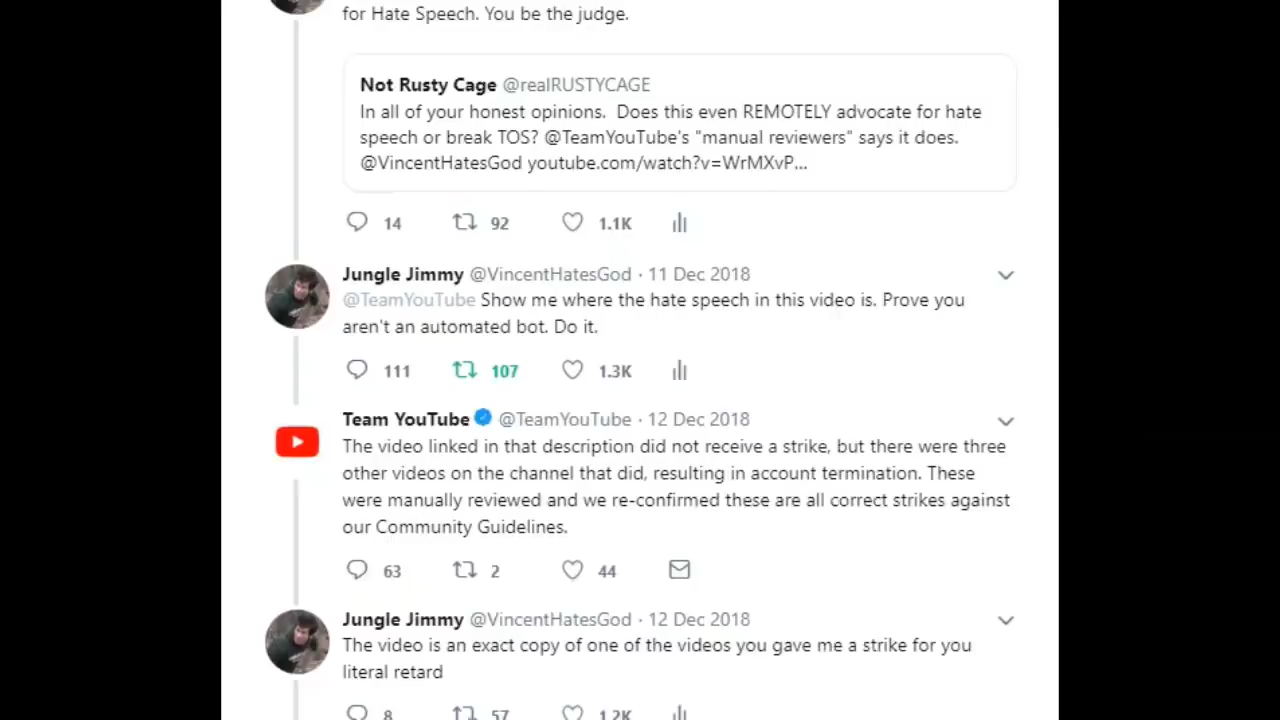 for Hate Speech. You be the judge.
Not Rusty Cage @realRUSTYCAGE
In all of your honest opinions.  Does this even REMOTELY advocate for hate
speech or break TOS? @TeamYouTube's "manual reviewers" says it does.
@VincentHatesGod youtube.com/watch?v=WrMXvP...
14 92 1.1K
Jungle Jimmy @VincentHatesGod · 11 Dec 2018
@TeamYouTube Show me where the hate speech in this video is. Prove you
aren't an automated bot. Do it.
111 107 1.3K
Team YouTube @TeamYouTube · 12 Dec 2018
The video linked in that description did not receive a strike, but there were three
other videos on the channel that did, resulting in account termination. These
were manually reviewed and we re-confirmed these are all correct strikes against
our Community Guidelines.
63 2 44
Jungle Jimmy @VincentHatesGod · 12 Dec 2018
The video is an exact copy of one of the videos you gave me a strike for you
literal retard
8 57 1.2K